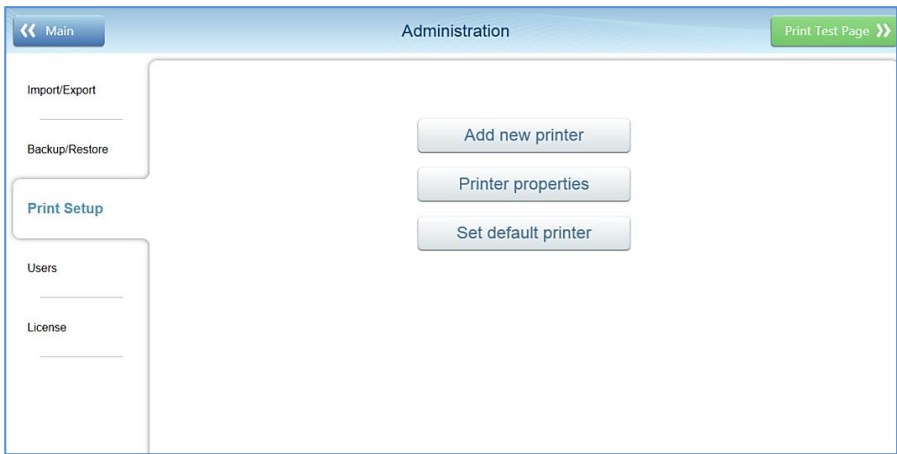 Main
Administration
Print Test Page
Import/Export
Backup/Restore
Print Setup
Users
License
Add new printer
Printer properties
Set default printer